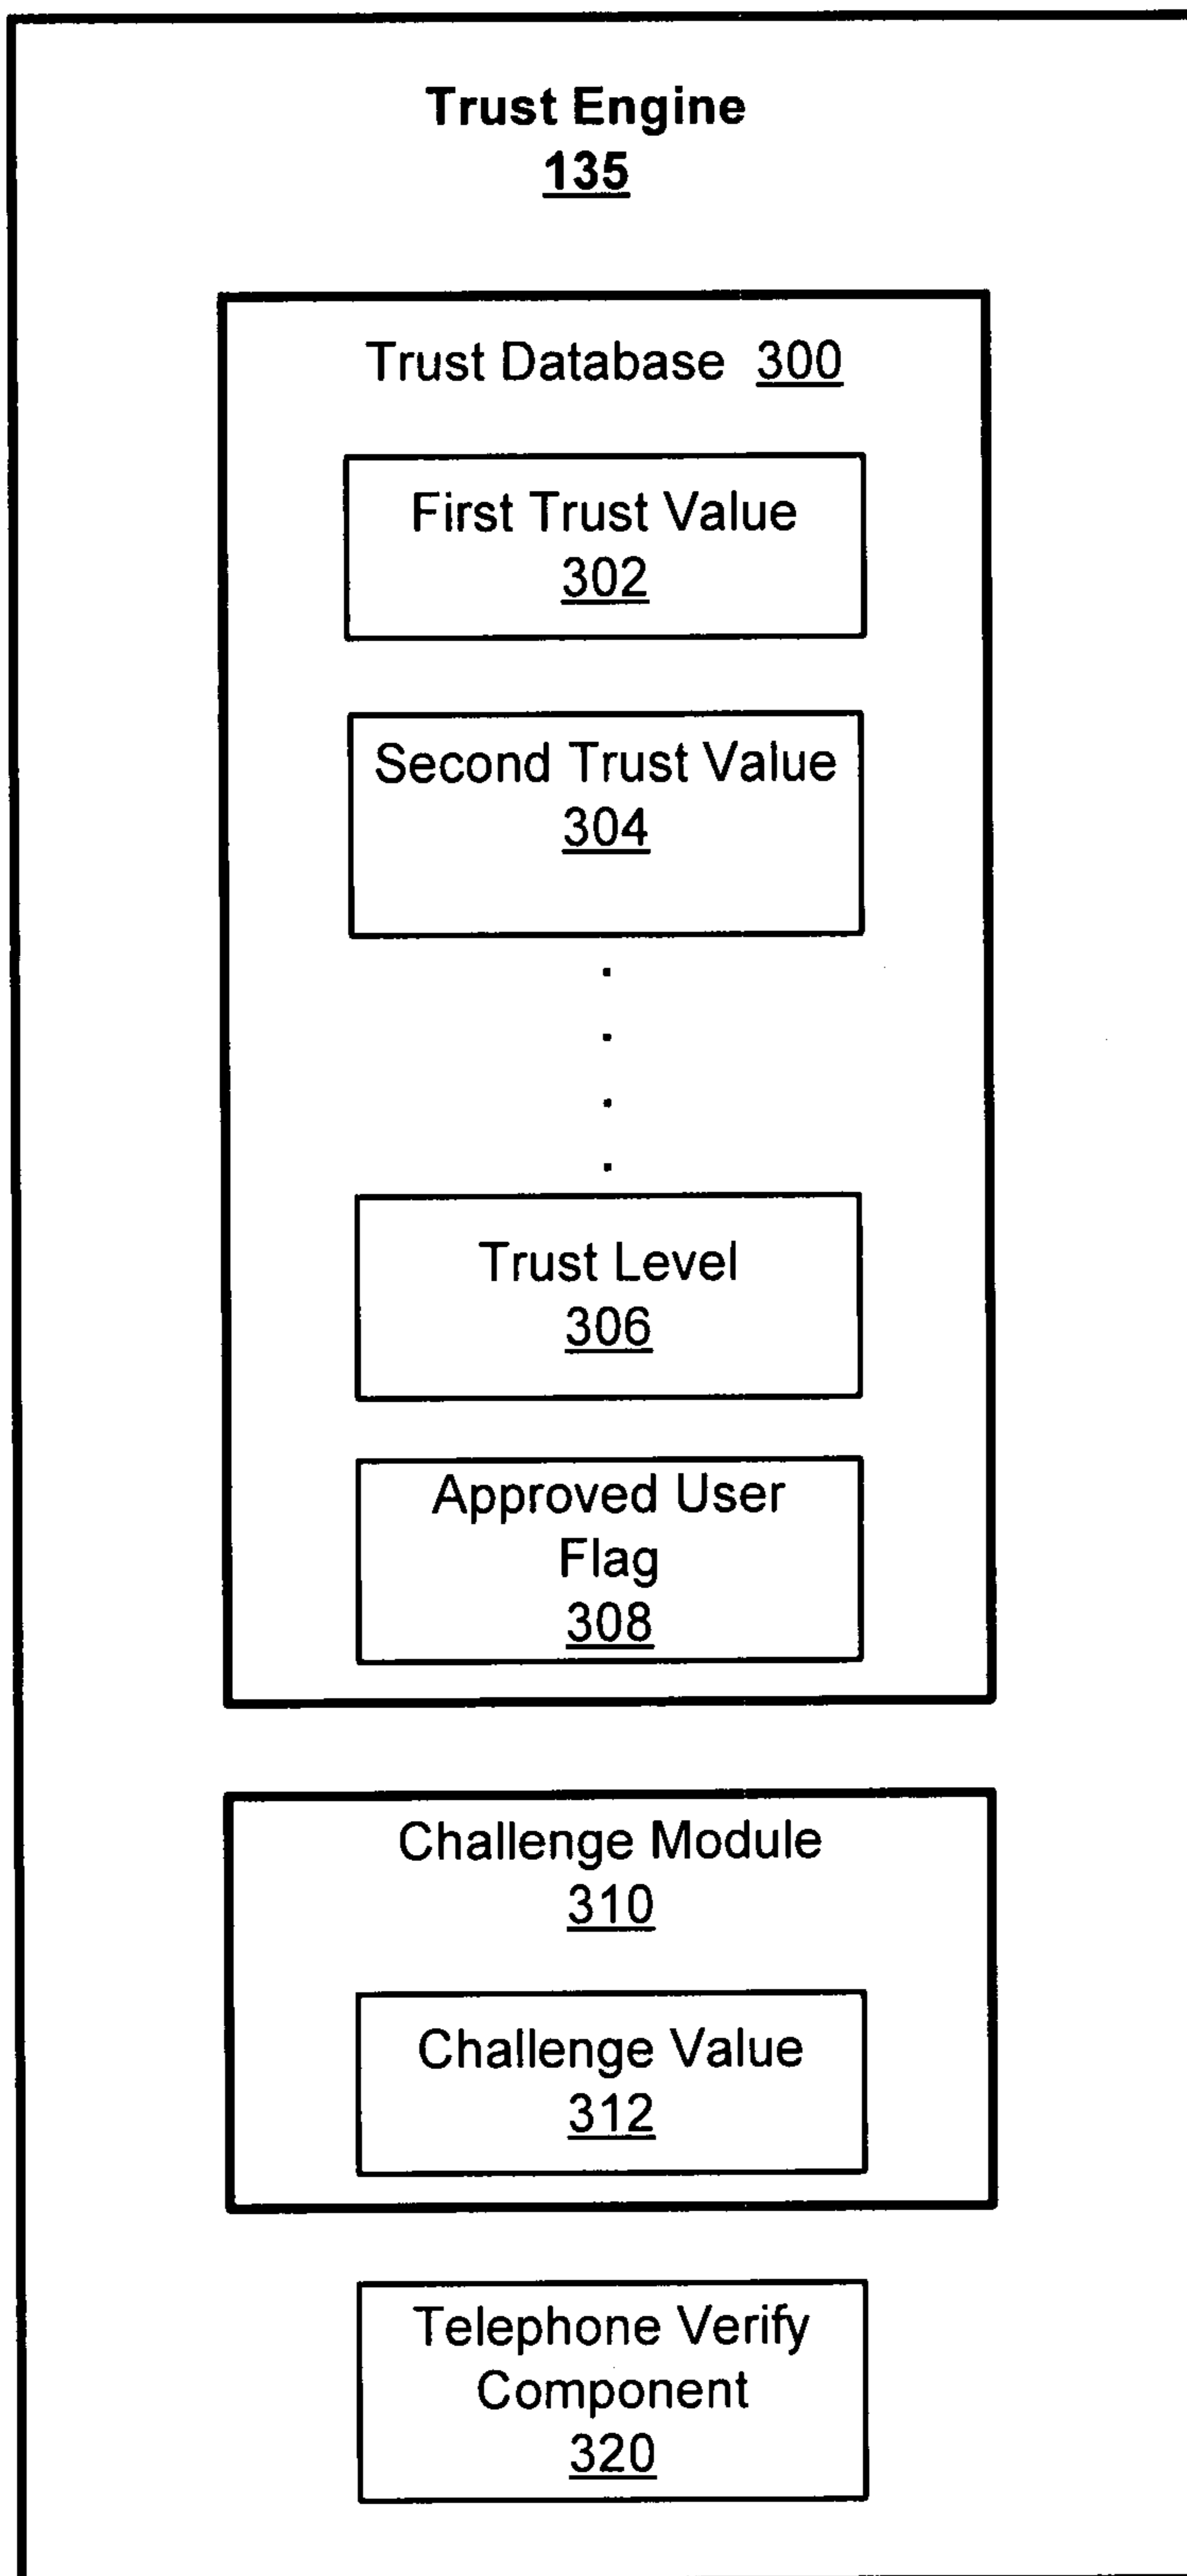 Trust Engine
135
Trust Database 300
First Trust Value
302
Second Trust Value
304
Trust Level
306
Approved User
Flag
308
Challenge Module
310
Challenge Value
312
Telephone Verify
Component
320